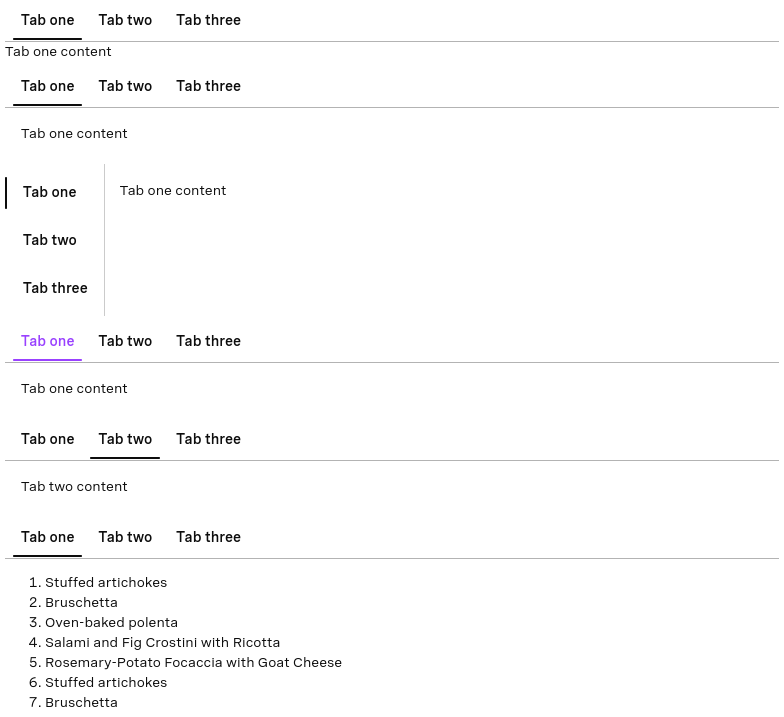 Tab one Tab two Tab three
Tab one content
Tab one Tab two Tab three
Tab one content
Tab one
Tab one content
Tab two
Tab three
Tab one Tab two Tab three
Tab one content
Tab one Tab two Tab three
Tab two content
Tab one Tab two Tab three
1. Stuffed artichokes
2. Bruschetta
3. Oven-baked polenta
4. Salami and Fig Crostini with Ricotta
5. Rosemary-Potato Focaccia with Goat Cheese
6. Stuffed artichokes
7. Bruschetta